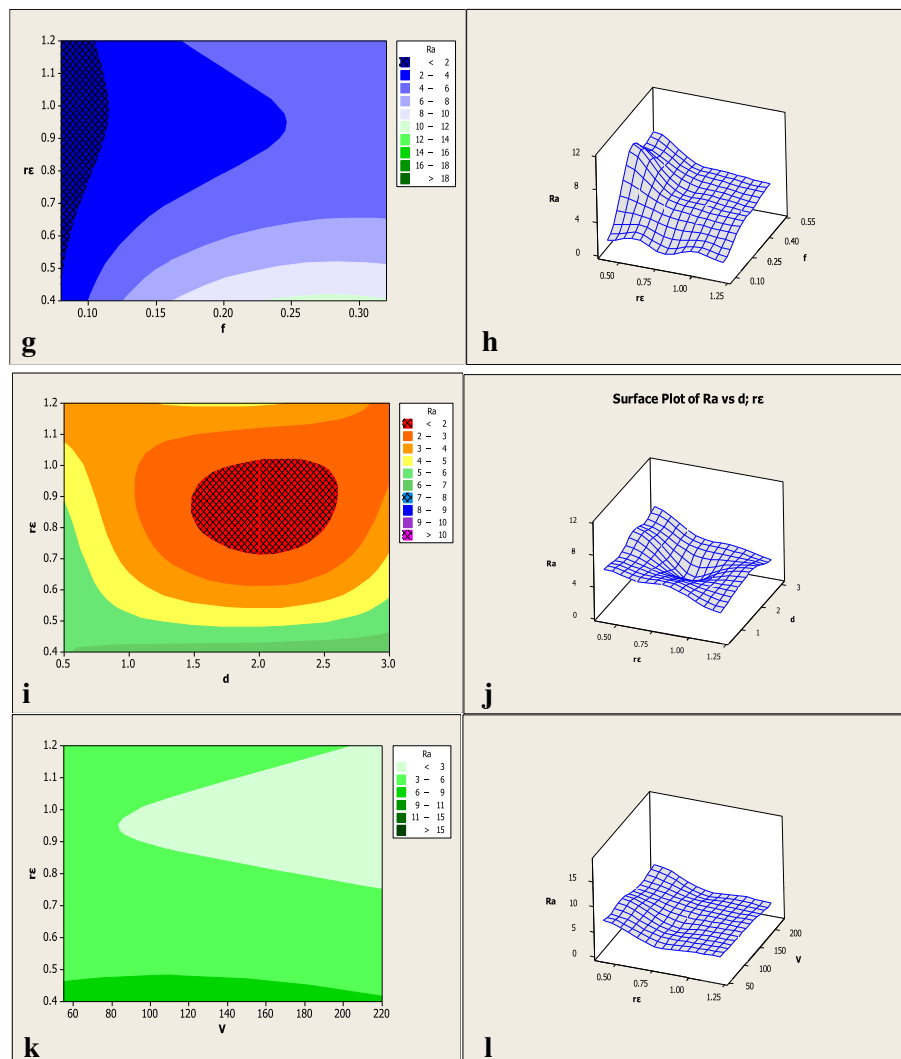 1.2
1.1
1.0
0.9
rε 0.8
0.7
0.6
0.5
0.4
0.10 0.15 0.20 0.25 0.30
f
Ra
< 2
2 – 4
4 – 6
6 – 8
8 – 10
10 – 12
12 – 14
14 – 16
16 – 18
> 18
g
12
8
Ra
4
0
0.50 0.75 1.00 1.25
rε
0.10
0.25
0.40
0.55
f
h
1.2
1.1
1.0
0.9
rε
0.8
0.7
0.6
0.5
0.4
0.5 1.0 1.5 2.0 2.5 3.0
d
Ra
< 2
2 – 3
3 – 4
4 – 5
5 – 6
6 – 7
7 – 8
8 – 9
9 – 10
> 10
i
Surface Plot of Ra vs d; rε
12
8
Ra
4
0
0.50 0.75 1.00 1.25
rε
1
2
3
d
j
1.2
1.1
1.0
0.9
rε
0.8
0.7
0.6
0.5
0.4
60 80 100 120 140 160 180 200 220
V
Ra
< 3
3 – 6
6 – 9
9 – 11
11 – 15
> 15
k
15
Ra 10
5
0
0.50 0.75 1.00 1.25
rε
50
100
150
200
V
l